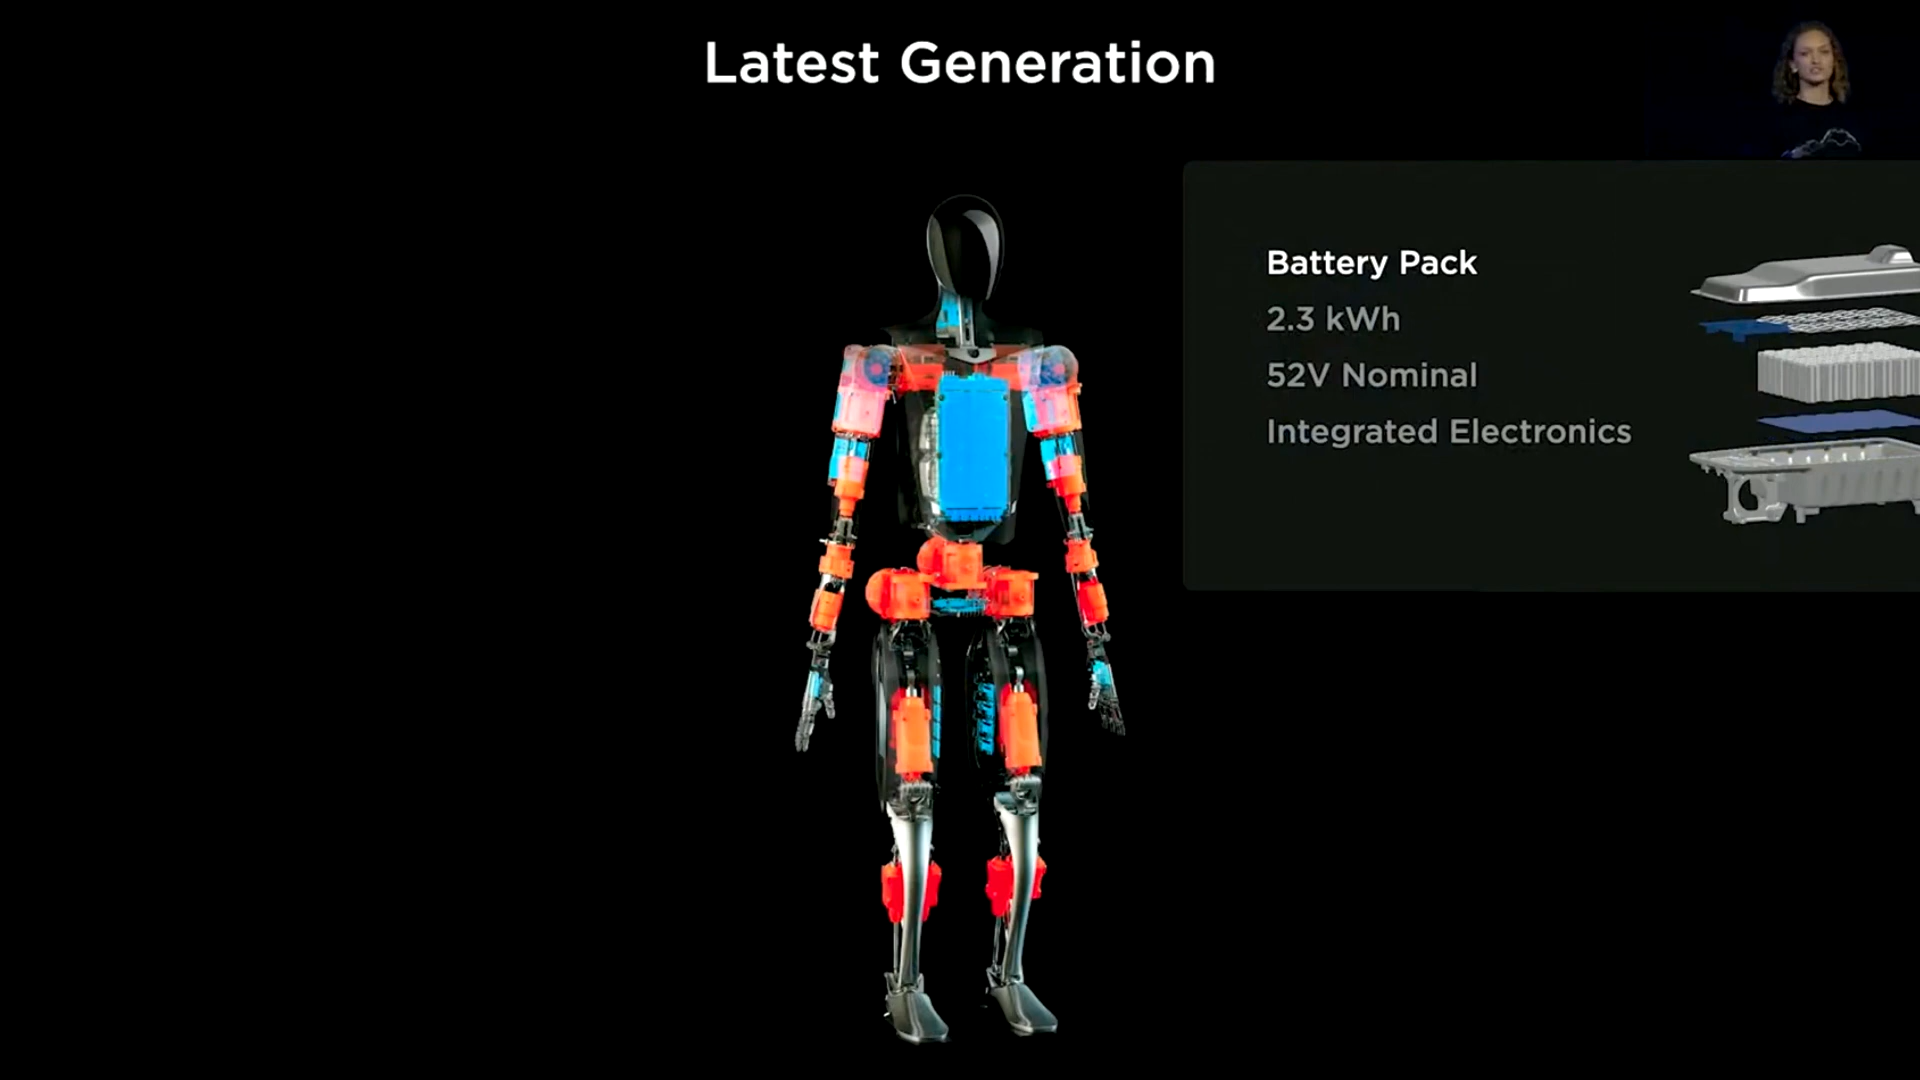 Latest Generation
Battery Pack
2.3 kWh
52V Nominal
Integrated Electronics